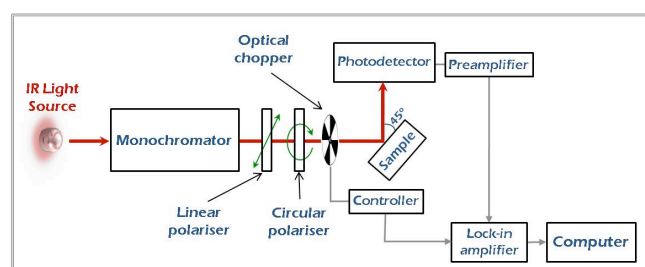 Optical
chopper
Photodetector
Preamplifier
IR Light
Source
Monochromator
45°
Sample
Linear
polariser
Circular
polariser
Controller
Lock-in
amplifier
Computer